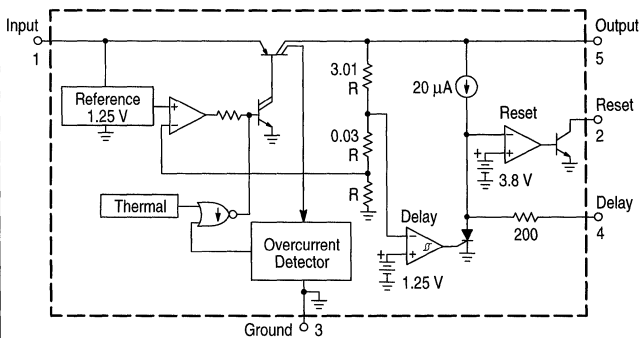 Input
1
Output
5
Reference
1.25 V
+
−
3.01
R
0.03
R
R
20 µA
Reset
−
+
+
3.8 V
Reset
2
Thermal
Overcurrent
Detector
Delay
−
+
+
1.25 V
200
Delay
4
Ground
3